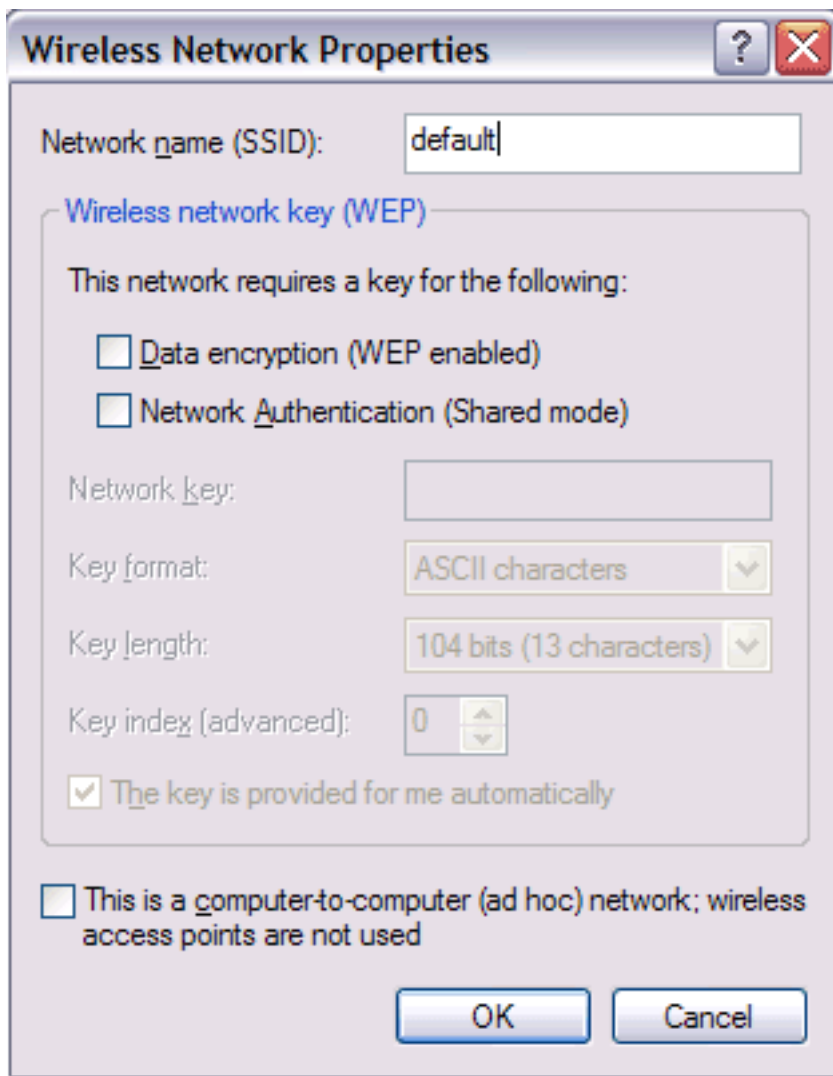 Wireless Network Properties
?
Network name (SSID):
default
Wireless network key (WEP)
This network requires a key for the following:
Data encryption (WEP enabled)
Network Authentication (Shared mode)
Network key:
Key format:
ASCII characters
Key length:
104 bits (13 characters)
Key index (advanced):
0
The key is provided for me automatically
This is a computer-to-computer (ad hoc) network; wireless
access points are not used
OK
Cancel